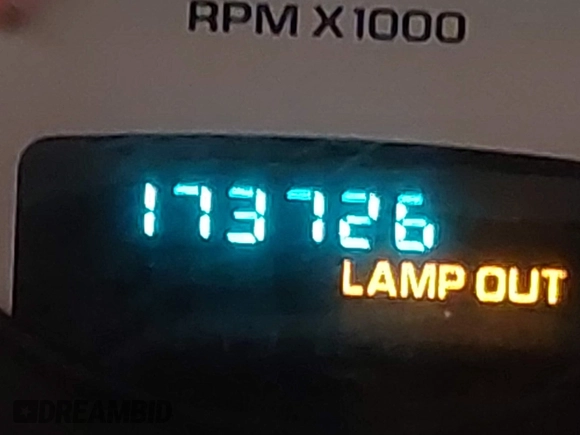 RPM X1000
173726
LAMP OUT
DREAMBID